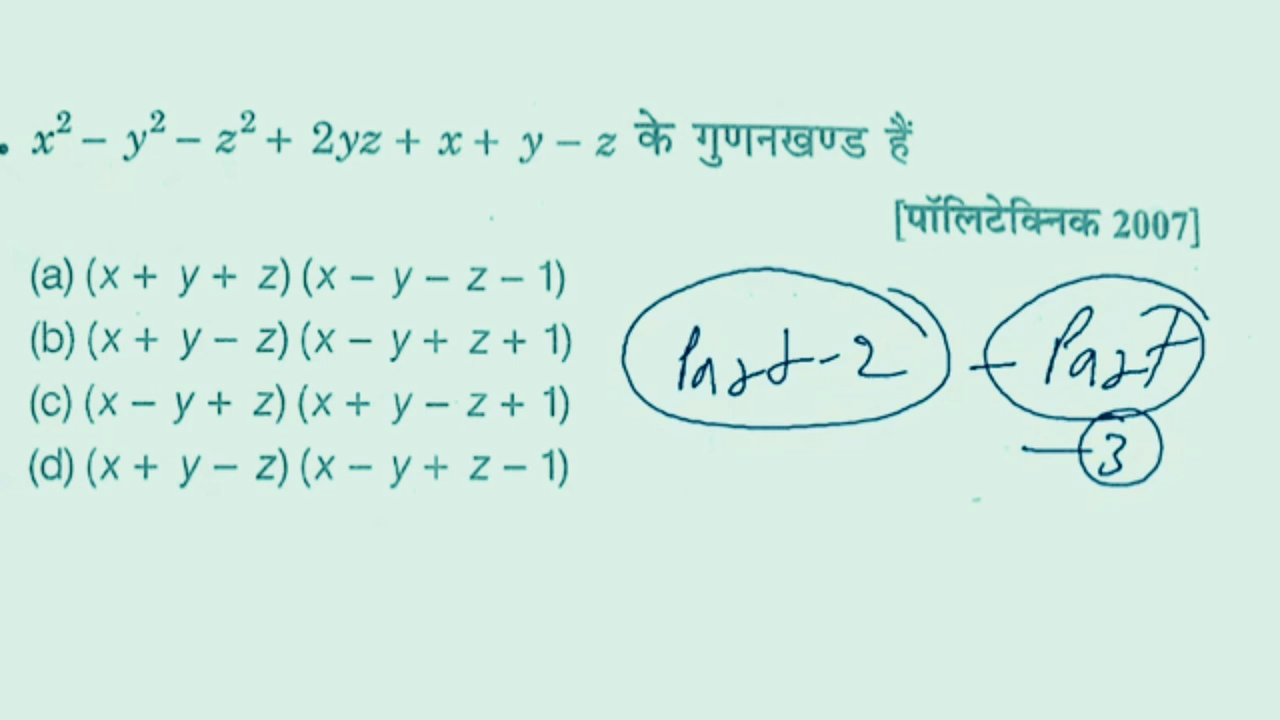 . x² – y² – z² + 2yz + x + y – z के गुणनखण्ड हैं
[पॉलिटेक्निक 2007]
(a) (x + y + z) (x – y – z – 1)
(b) (x + y – z) (x – y + z + 1)
(c) (x – y + z) (x + y – z + 1)
(d) (x + y – z) (x – y + z – 1)
Part-2 – Part
–3